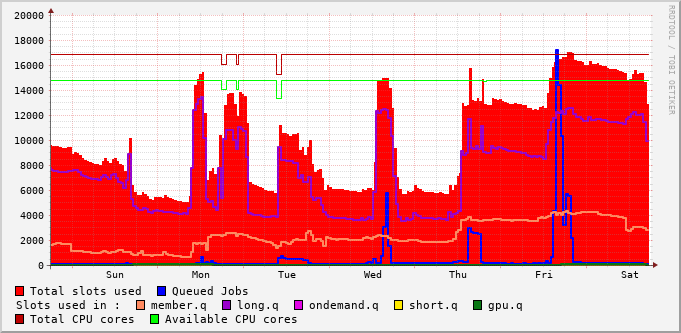 20000
18000
16000
14000
12000
10000
8000
6000
4000
2000
0
Sun Mon Tue Wed Thu Fri Sat
RRDTOOL / TOBI OETIKER
Total slots used Queued Jobs
Slots used in : member.q long.q ondemand.q short.q gpu.q
Total CPU cores Available CPU cores